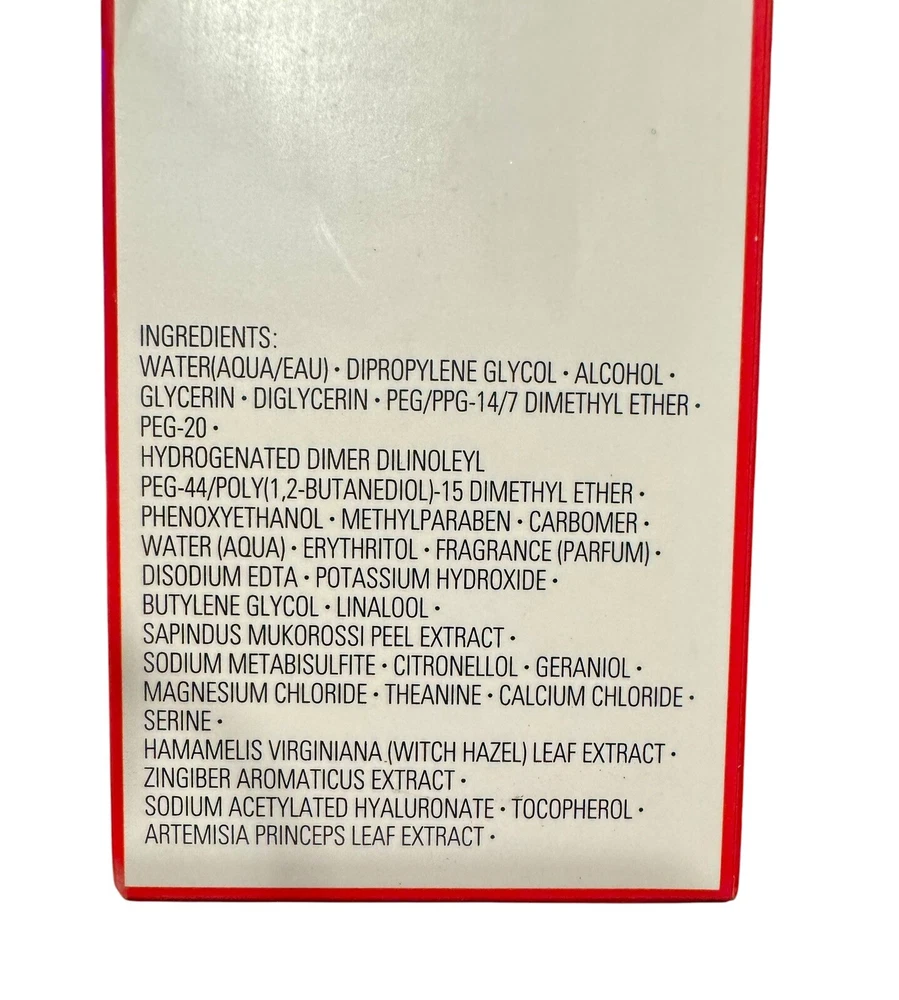 INGREDIENTS:
WATER(AQUA/EAU)・DIPROPYLENE GLYCOL・ALCOHOL・
GLYCERIN・DIGLYCERIN・PEG/PPG-14/7 DIMETHYL ETHER・
PEG-20・
HYDROGENATED DIMER DILINOLEYL
PEG-44/POLY(1,2-BUTANEDIOL)-15 DIMETHYL ETHER・
PHENOXYETHANOL・METHYLPARABEN・CARBOMER・
WATER (AQUA)・ERYTHRITOL・FRAGRANCE (PARFUM)・
DISODIUM EDTA・POTASSIUM HYDROXIDE・
BUTYLENE GLYCOL・LINALOOL・
SAPINDUS MUKOROSSI PEEL EXTRACT・
SODIUM METABISULFITE・CITRONELLOL・GERANIOL・
MAGNESIUM CHLORIDE・THEANINE・CALCIUM CHLORIDE・
SERINE・
HAMAMELIS VIRGINIANA (WITCH HAZEL) LEAF EXTRACT・
ZINGIBER AROMATICUS EXTRACT・
SODIUM ACETYLATED HYALURONATE・TOCOPHEROL・
ARTEMISIA PRINCEPS LEAF EXTRACT・